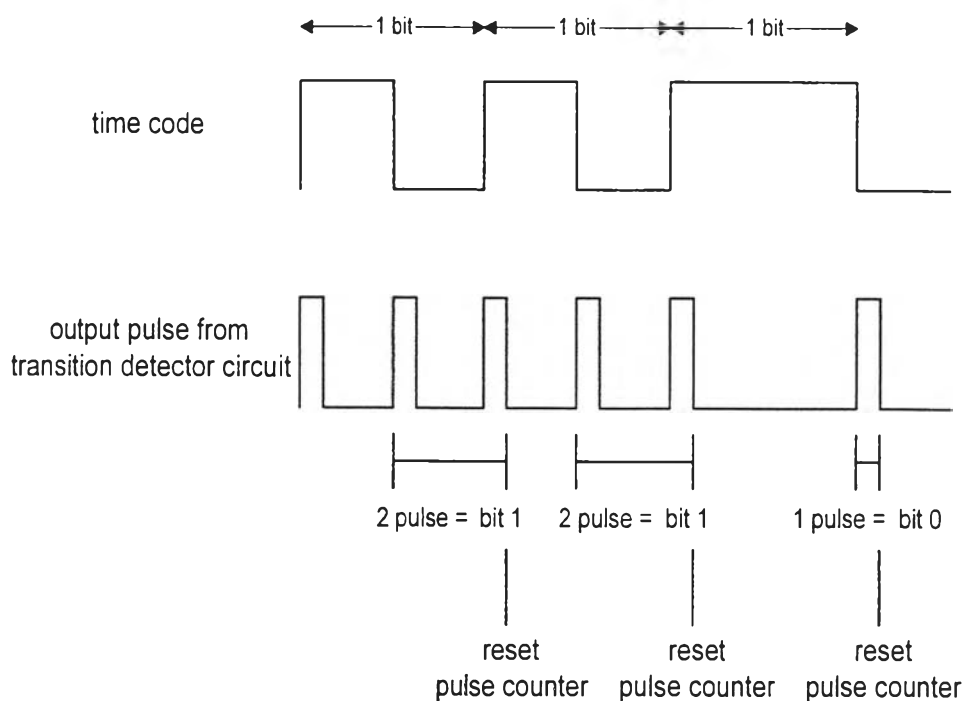 1 bit
1 bit
1 bit
time code
output pulse from
transition detector circuit
2 pulse = bit 1
2 pulse = bit 1
1 pulse = bit 0
reset
pulse counter
reset
pulse counter
reset
pulse counter